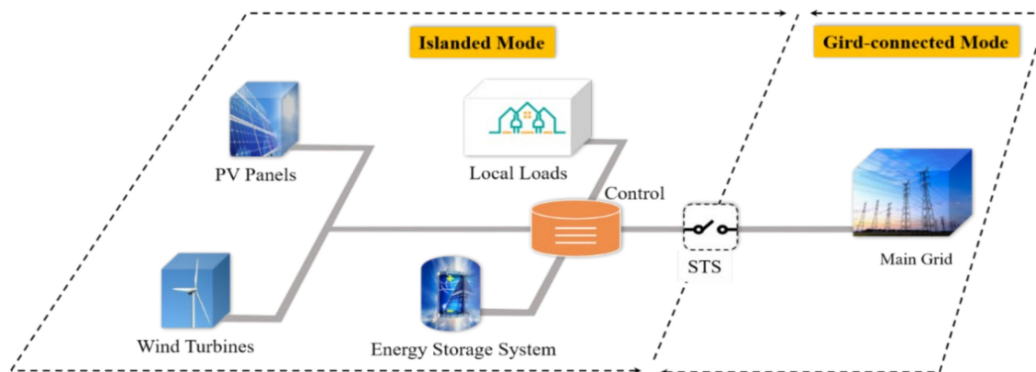 Islanded Mode
Gird-connected Mode
PV Panels
Local Loads
Control
Wind Turbines
Energy Storage System
STS
Main Grid